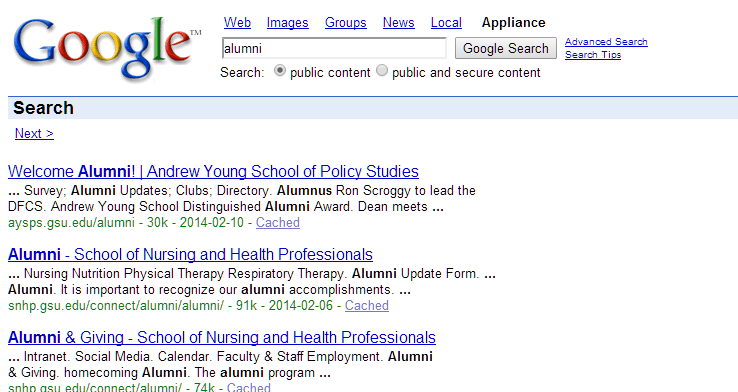 Google™
Web Images Groups News Local Appliance
alumni Google Search Advanced Search
Search Tips
Search: public content public and secure content
Search
Next >
Welcome Alumni! | Andrew Young School of Policy Studies
... Survey; Alumni Updates; Clubs; Directory. Alumnus Ron Scroggy to lead the
DFCS. Andrew Young School Distinguished Alumni Award. Dean meets ...
aysps.gsu.edu/alumni - 30k - 2014-02-10 - Cached
Alumni - School of Nursing and Health Professionals
... Nursing Nutrition Physical Therapy Respiratory Therapy. Alumni Update Form. ...
Alumni. It is important to recognize our alumni accomplishments. ...
snhp.gsu.edu/connect/alumni/alumni/ - 91k - 2014-02-06 - Cached
Alumni & Giving - School of Nursing and Health Professionals
... Intranet. Social Media. Calendar. Faculty & Staff Employment. Alumni
& Giving. homecoming Alumni. The alumni program ...
snhp.gsu.edu/connect/alumni/ - 74k - Cached